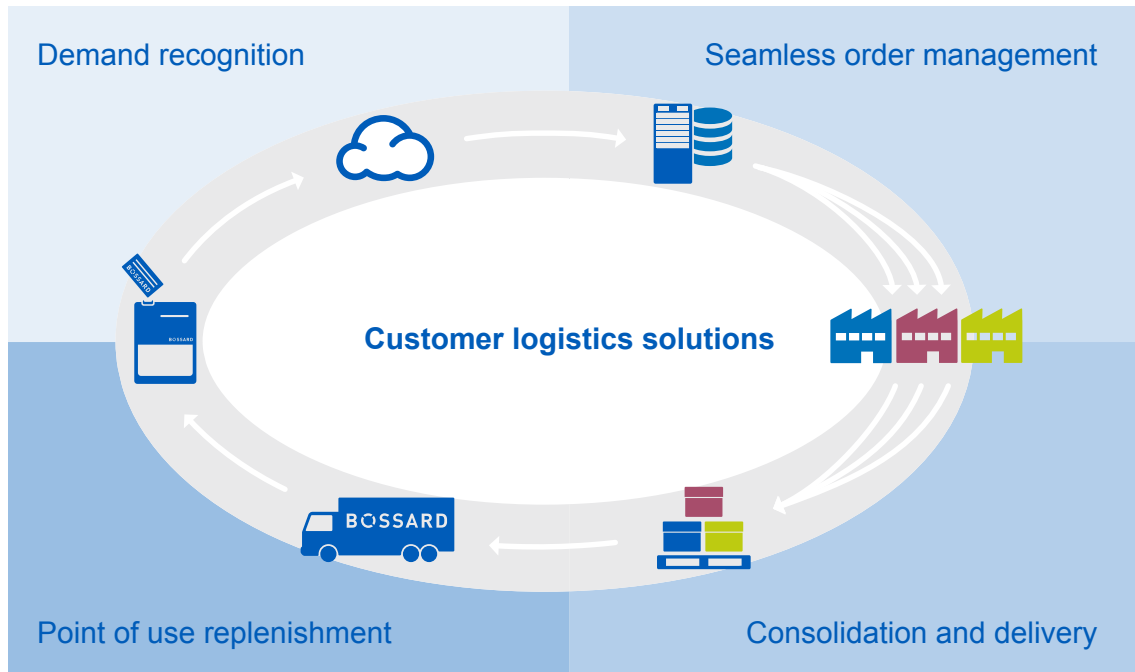 Demand recognition
Seamless order management
BOSSARD
BOSSARD
Customer logistics solutions
BOSSARD
Point of use replenishment
Consolidation and delivery